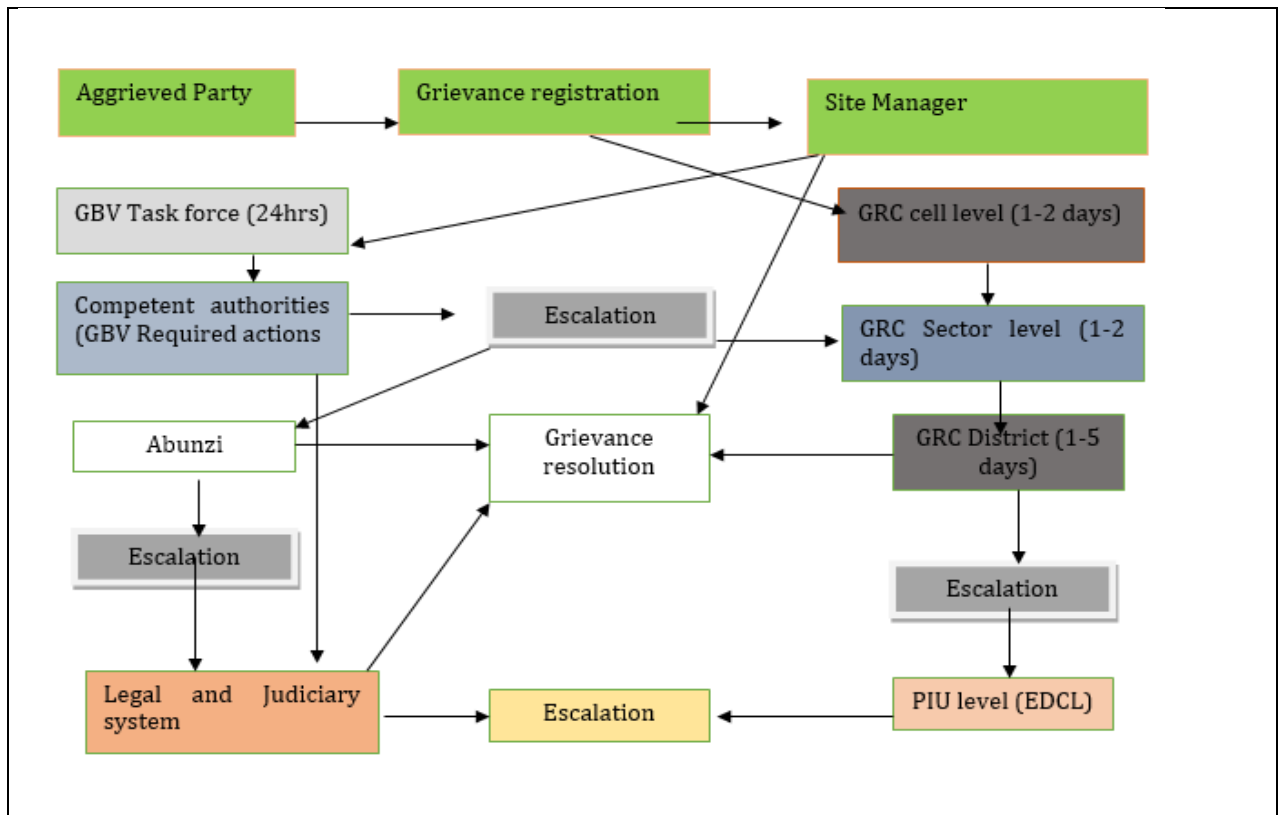 Aggrieved Party
Grievance registration
Site Manager
GBV Task force (24hrs)
GRC cell level (1-2 days)
Competent authorities
(GBV Required actions
Escalation
GRC Sector level (1-2
days)
Abunzi
Grievance
resolution
GRC District (1-5
days)
Escalation
Escalation
Legal and Judiciary
system
Escalation
PIU level (EDCL)